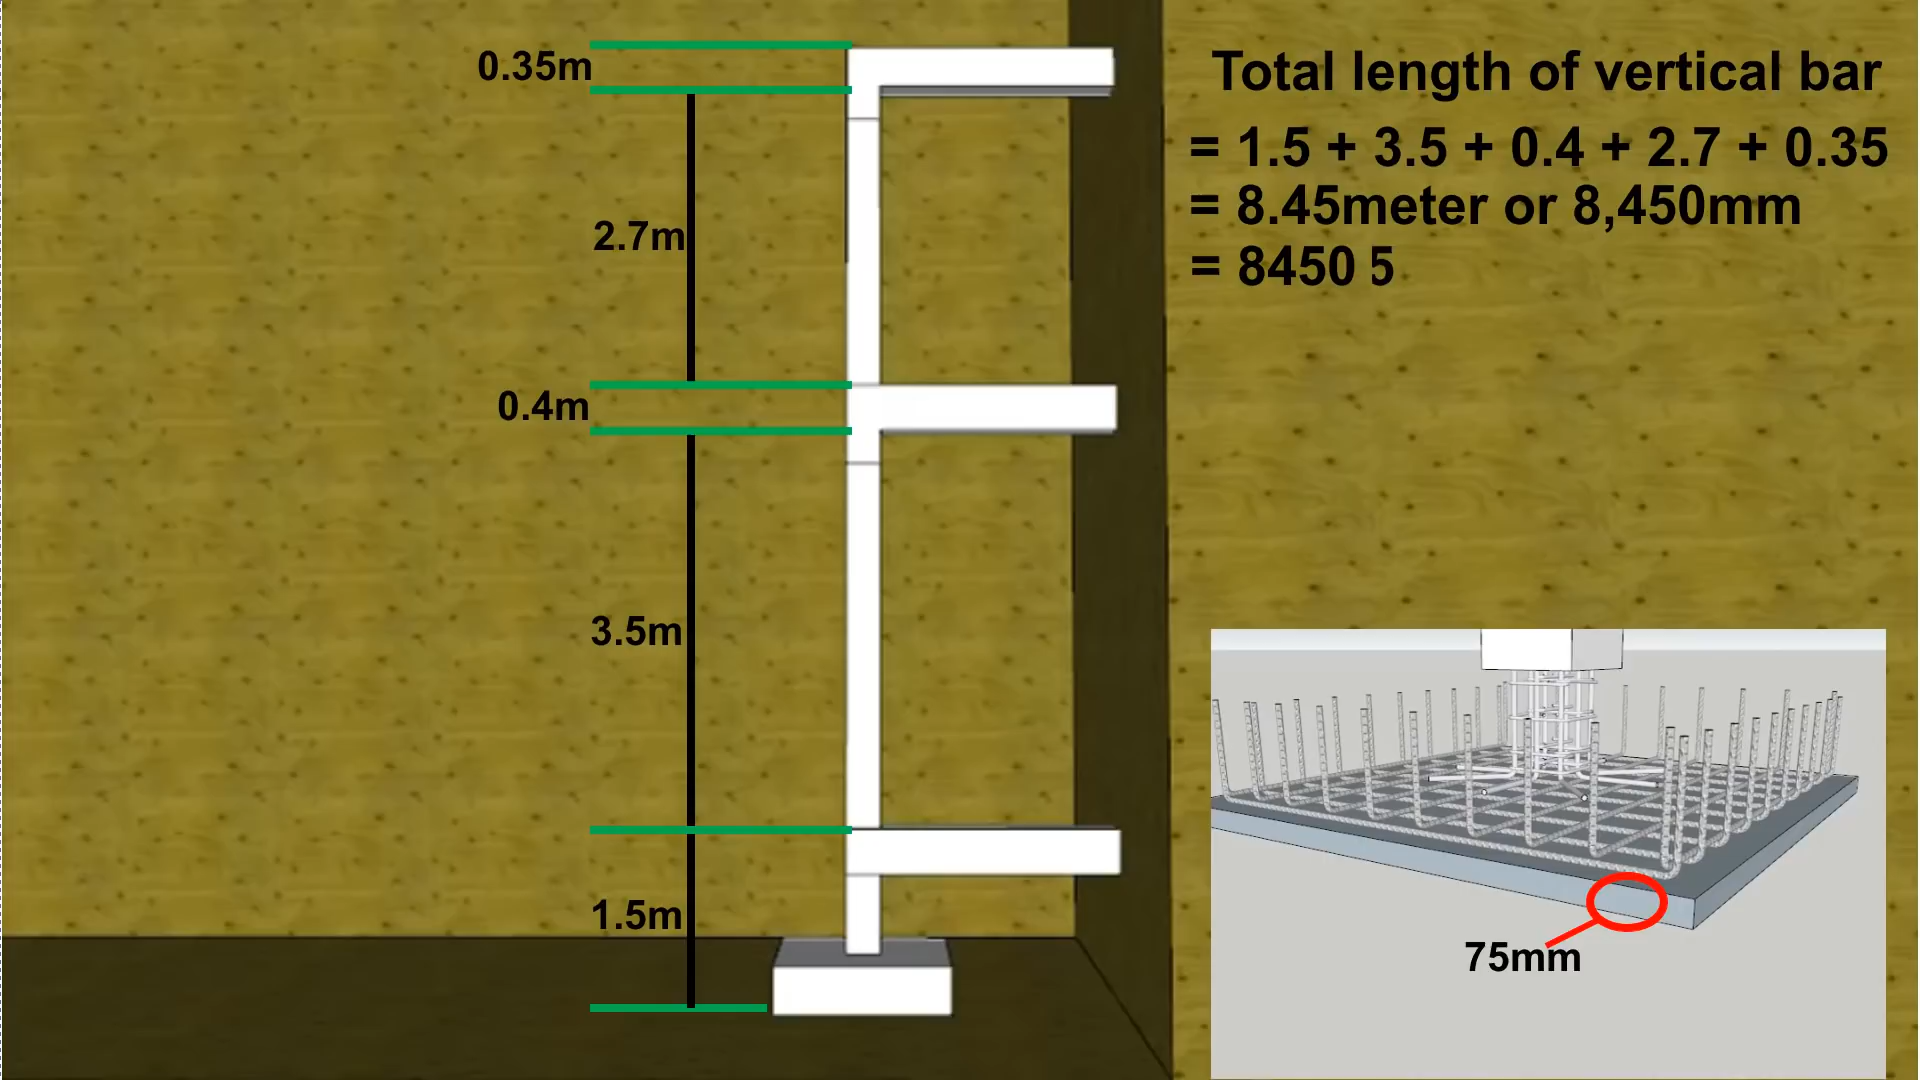 0.35m
2.7m
0.4m
3.5m
1.5m
Total length of vertical bar
= 1.5 + 3.5 + 0.4 + 2.7 + 0.35
= 8.45meter or 8,450mm
= 8450 5
75mm